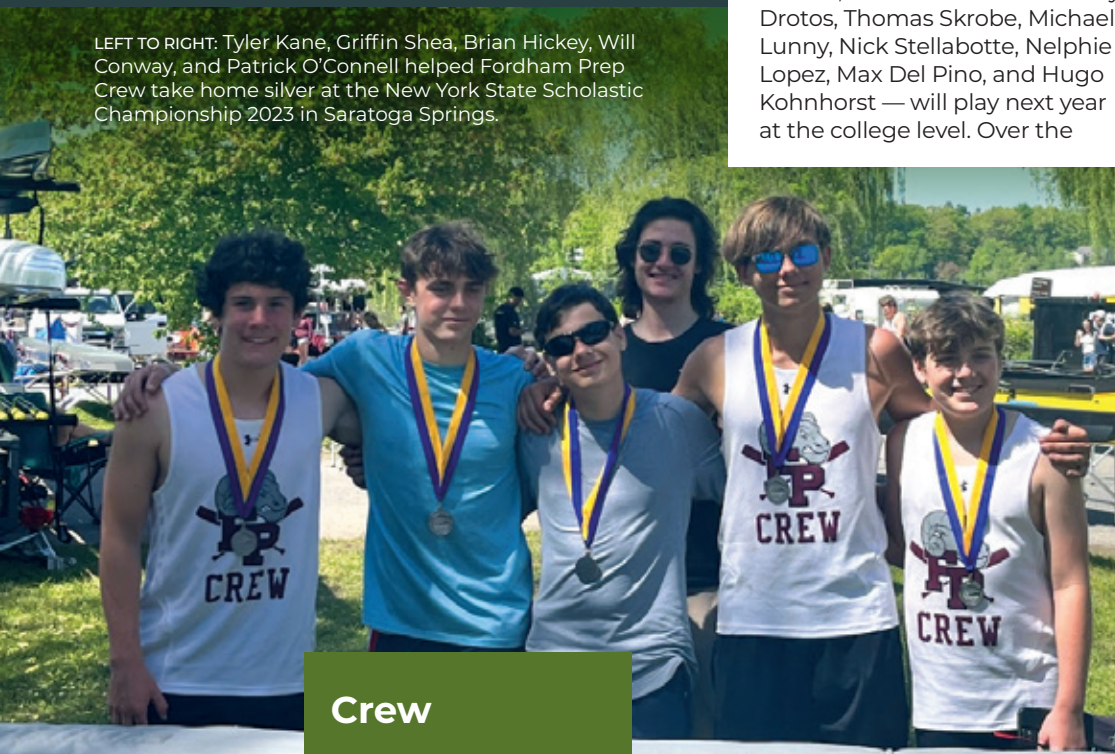 LEFT TO RIGHT: Tyler Kane, Griffin Shea, Brian Hickey, Will
Conway, and Patrick O'Connell helped Fordham Prep
Crew take home silver at the New York State Scholastic
Championship 2023 in Saratoga Springs.
Drotos, Thomas Skrobe, Michael
Lunny, Nick Stellabotte, Nelphie
Lopez, Max Del Pino, and Hugo
Kohnhorst — will play next year
at the college level. Over the
FP
CREW
FP
CREW
FP
CREW
Crew